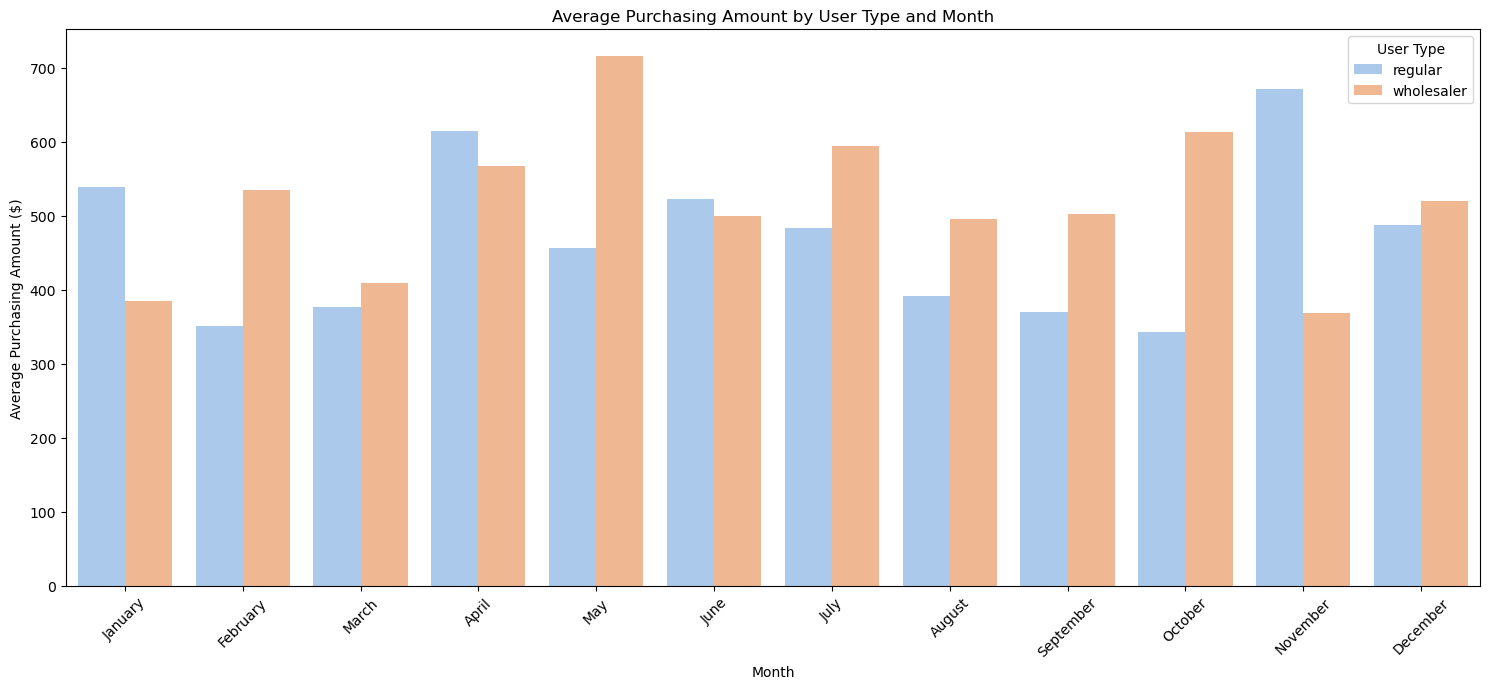 Average Purchasing Amount by User Type and Month
User Type
regular
wholesaler
Average Purchasing Amount ($)
700
600
500
400
300
200
100
0
January
February
March
April
May
June
July
August
September
October
November
December
Month